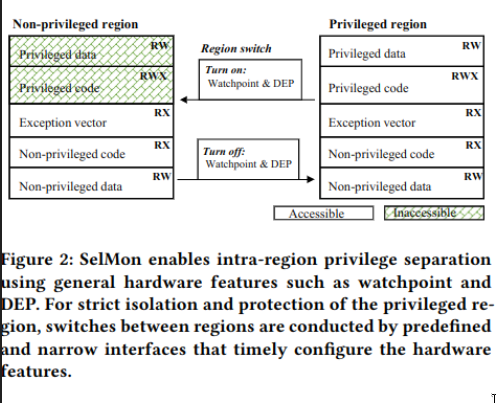 Non-privileged region
Privileged data
RW
Privileged code
RWX
Exception vector
RX
Non-privileged code
RX
Non-privileged data
RW
Region switch
Turn on:
Watchpoint & DEP
Turn off:
Watchpoint & DEP
Privileged region
Privileged data
RW
Privileged code
RWX
Exception vector
RX
Non-privileged code
RX
Non-privileged data
RW
Accessible
Inaccessible
Figure 2: SelMon enables intra-region privilege separation
using general hardware features such as watchpoint and
DEP. For strict isolation and protection of the privileged re-
gion, switches between regions are conducted by predefined
and narrow interfaces that timely configure the hardware
features.